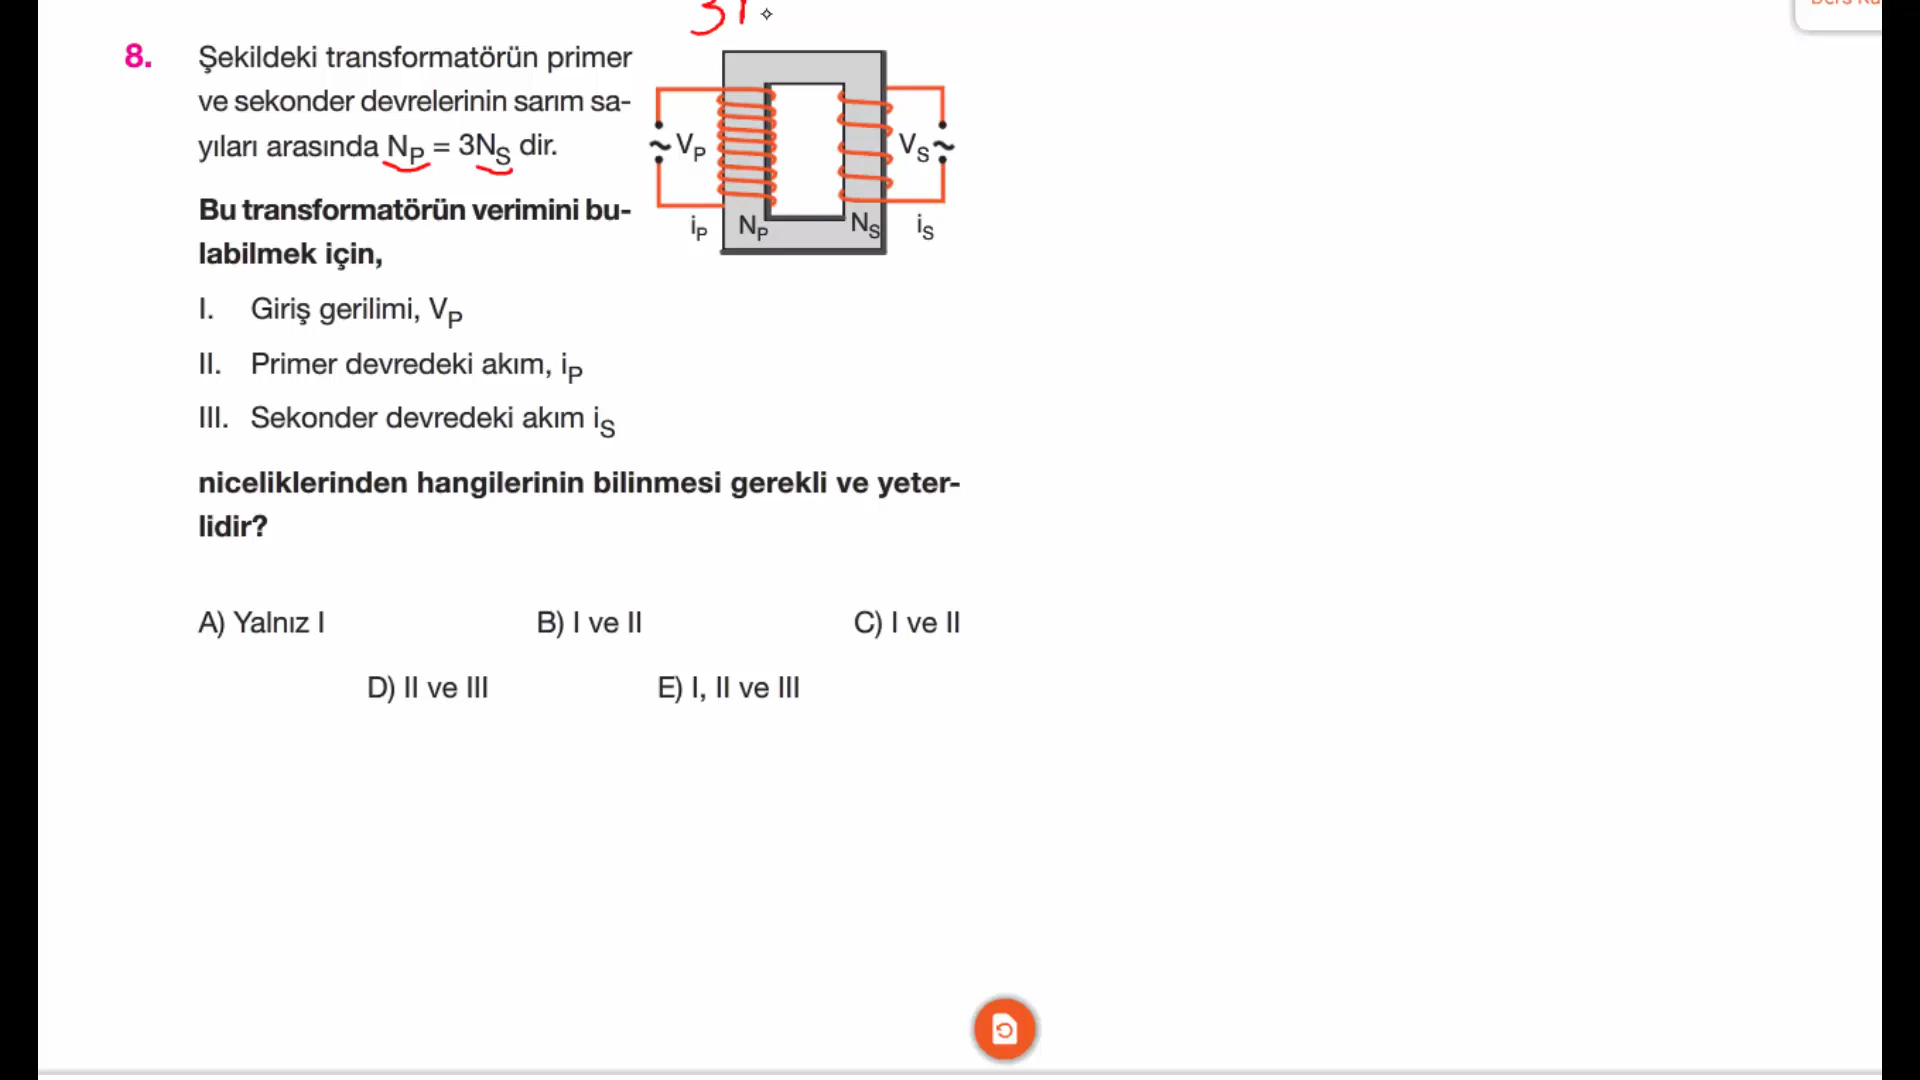 8. Şekildeki transformatörün primer
ve sekonder devrelerinin sarım sa-
yıları arasında NP = 3NS dir.
VP
VS
iP
NP
NS
iS
Bu transformatörün verimini bu-
labilmek için,
I. Giriş gerilimi, VP
II. Primer devredeki akım, iP
III. Sekonder devredeki akım iS
niceliklerinden hangilerinin bilinmesi gerekli ve yeter-
lidir?
A) Yalnız I B) I ve II C) I ve II
D) II ve III E) I, II ve III